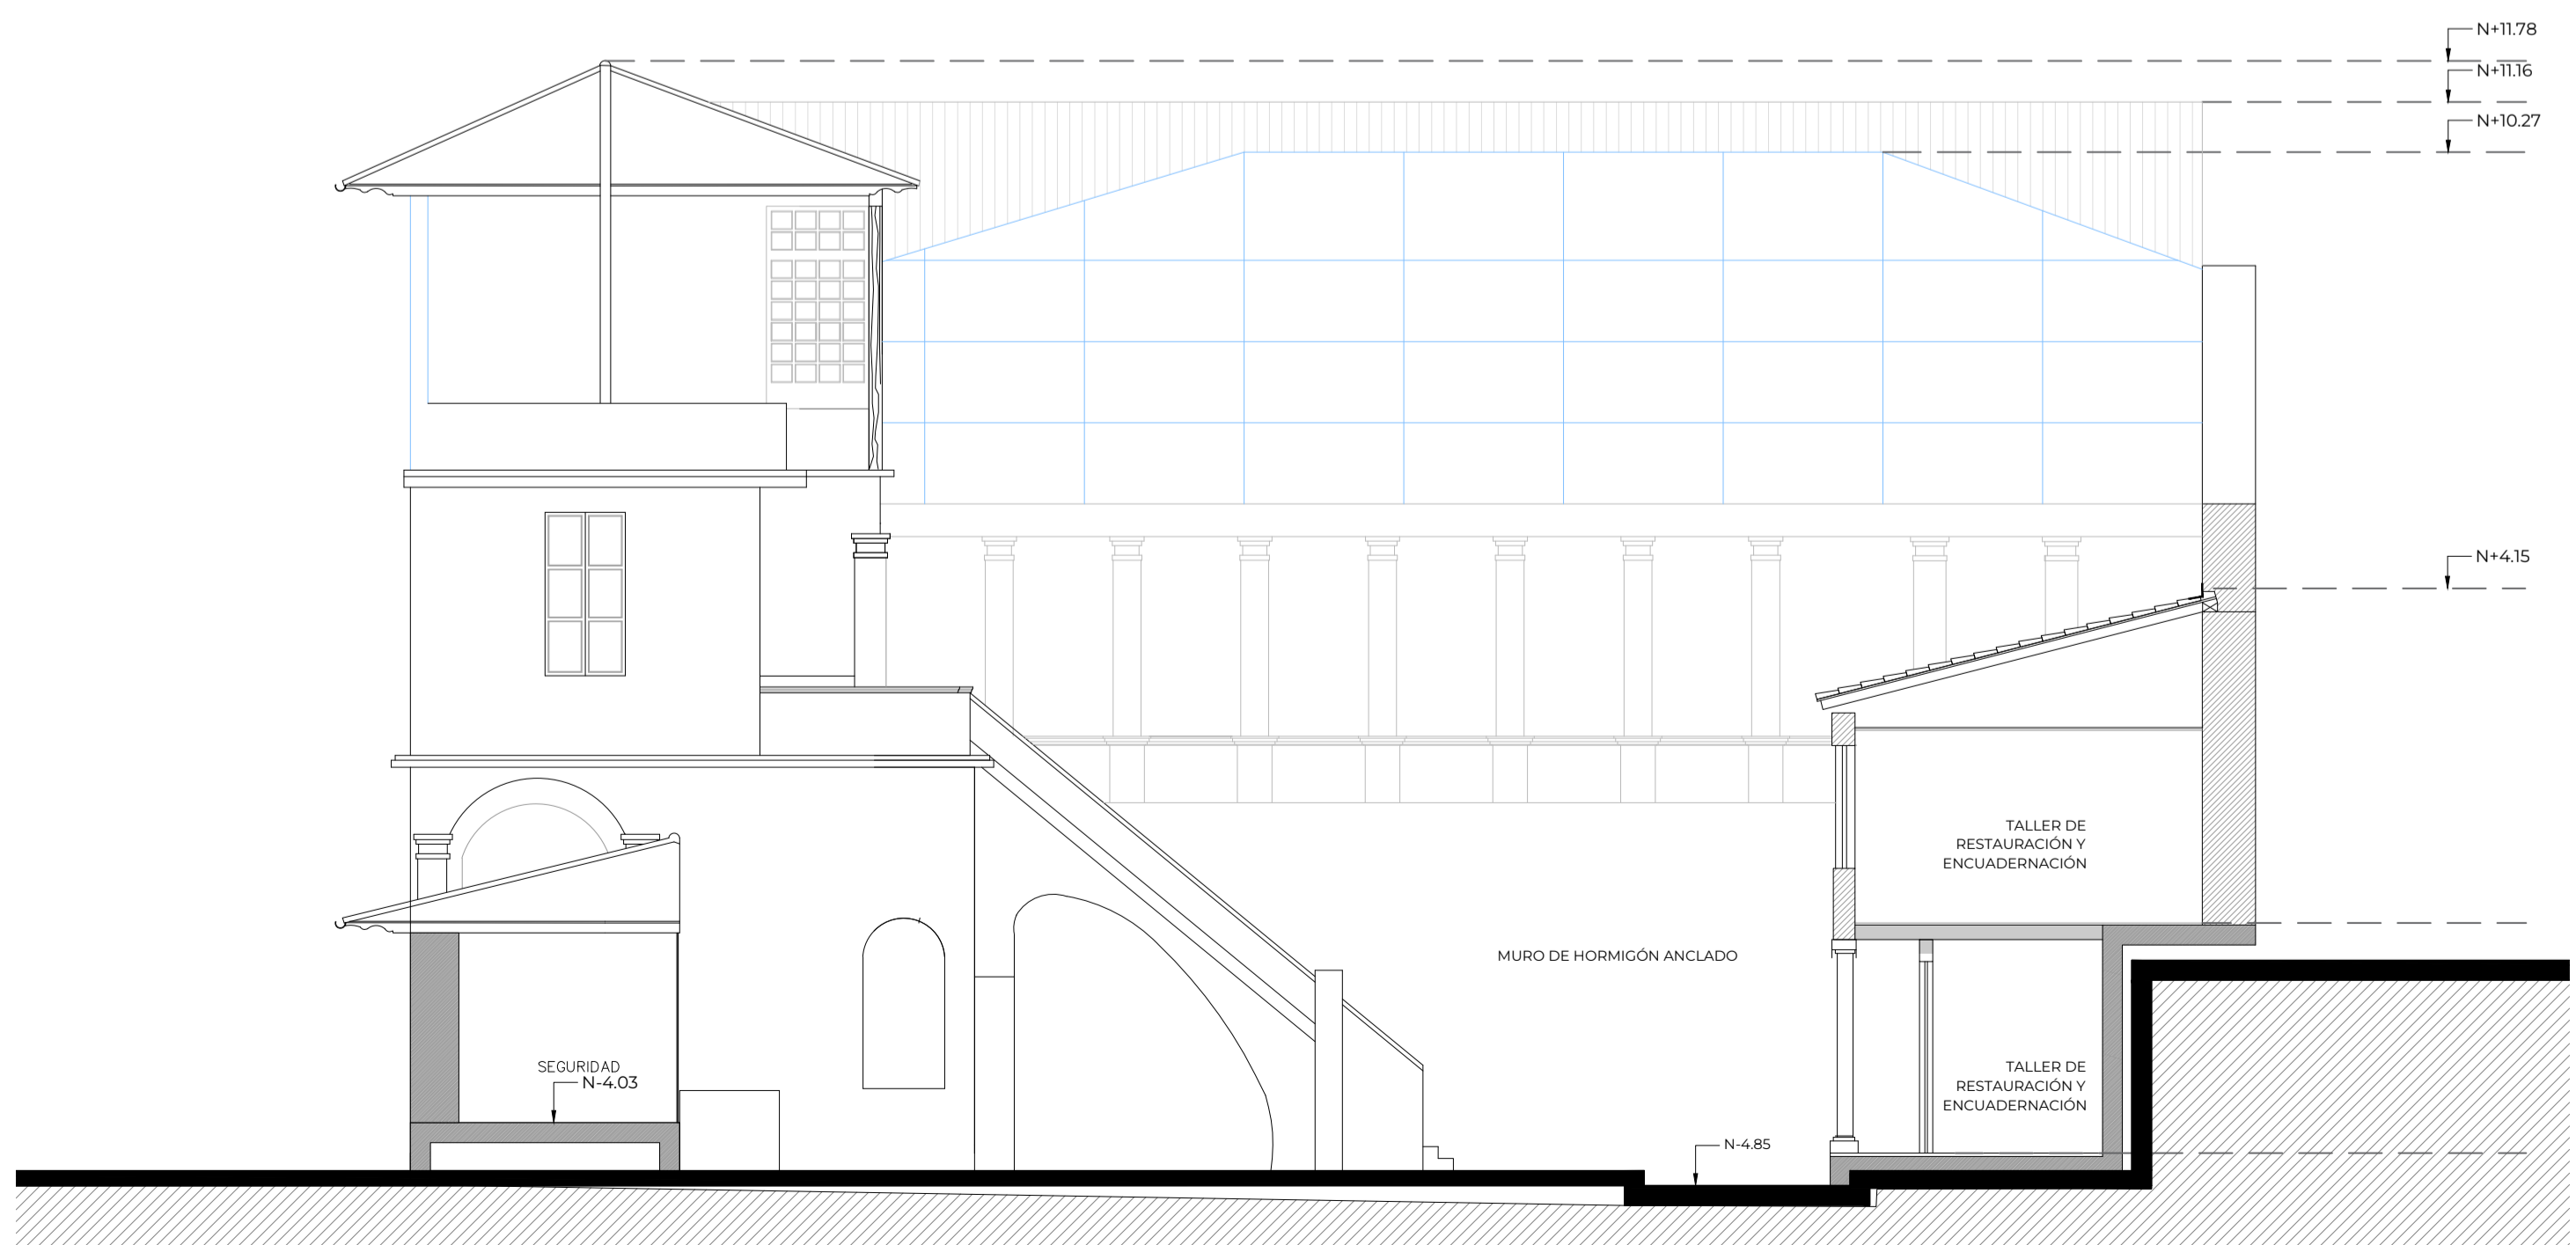 N+11.78
N+11.16
N+10.27
N+4.15
TALLER DE
RESTAURACIÓN Y
ENCUADERNACIÓN
MURO DE HORMIGÓN ANCLADO
SEGURIDAD
N-4.03
TALLER DE
RESTAURACIÓN Y
ENCUADERNACIÓN
N-4.85